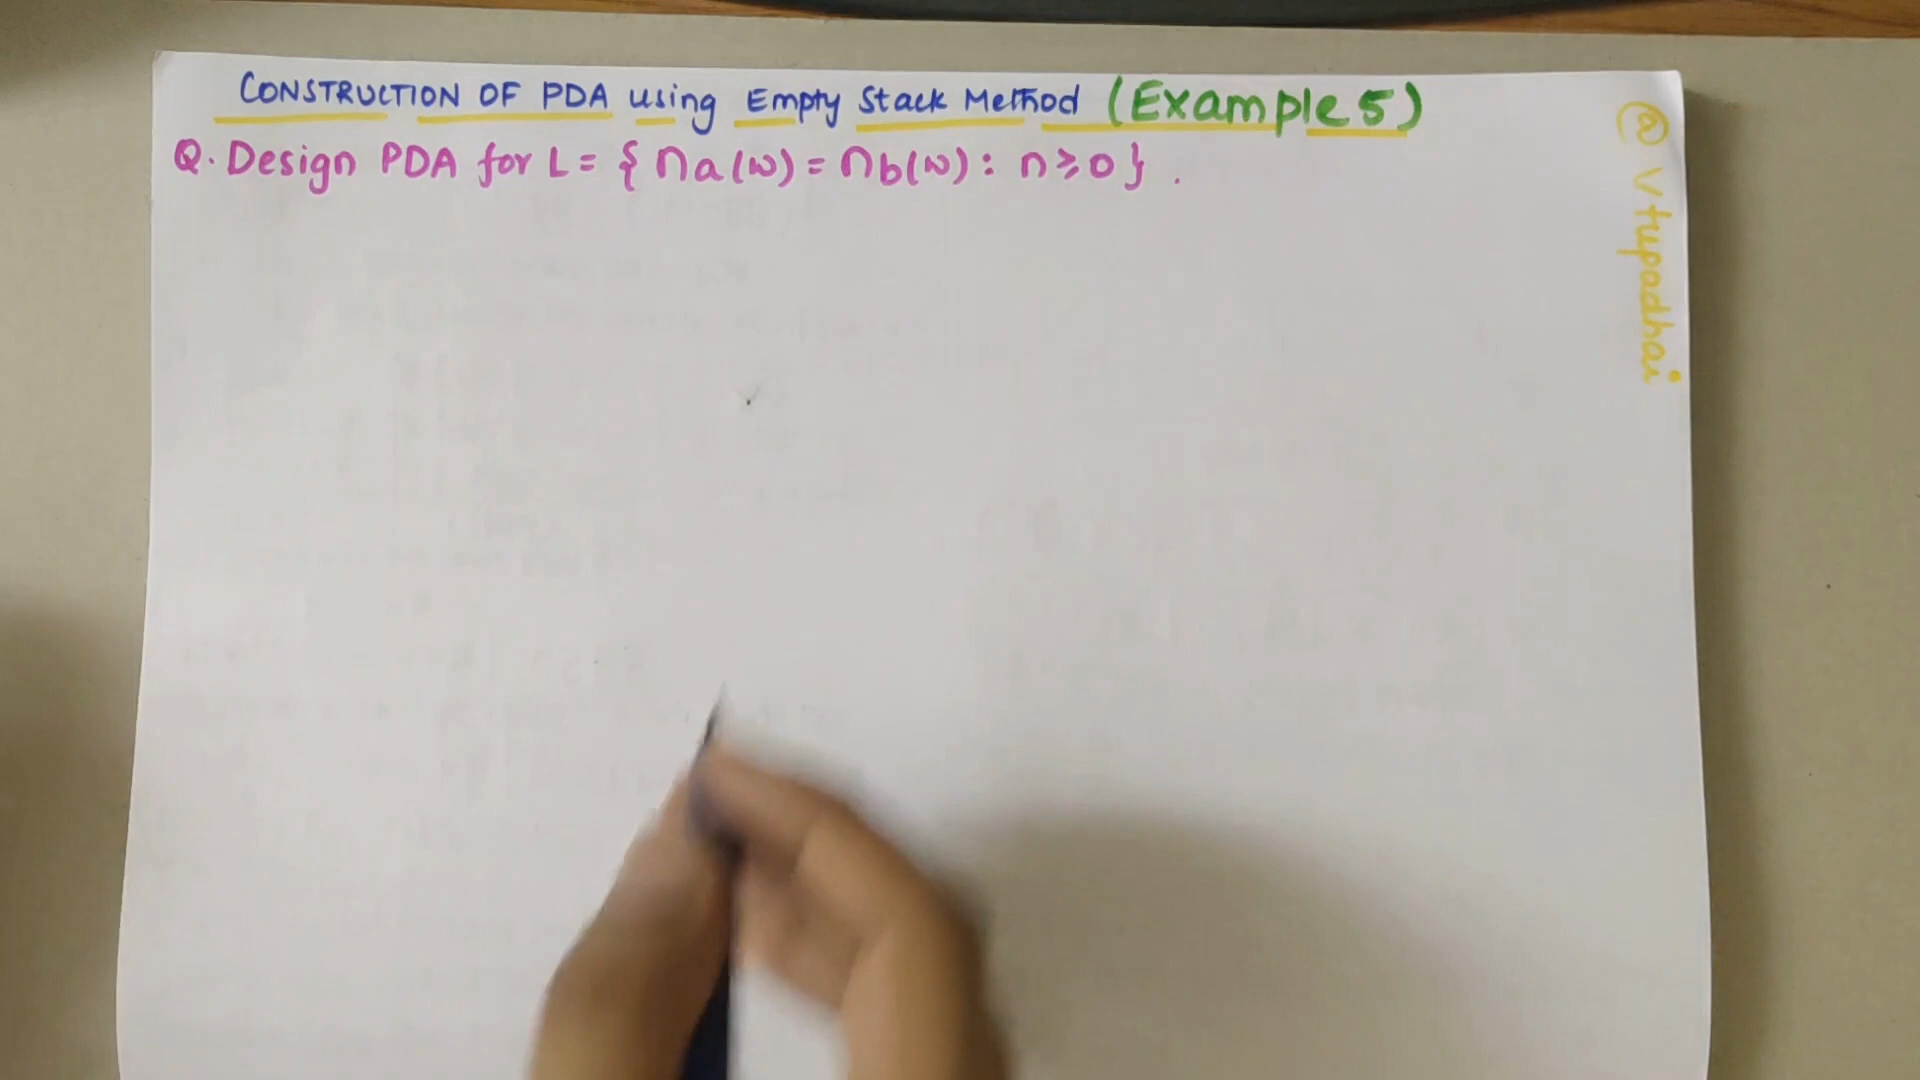 CONSTRUCTION OF PDA using Empty Stack Method (Example 5)
Q. Design PDA for L = { na(w) = nb(w) : n ≥ 0 } .
@ Vtupadhai